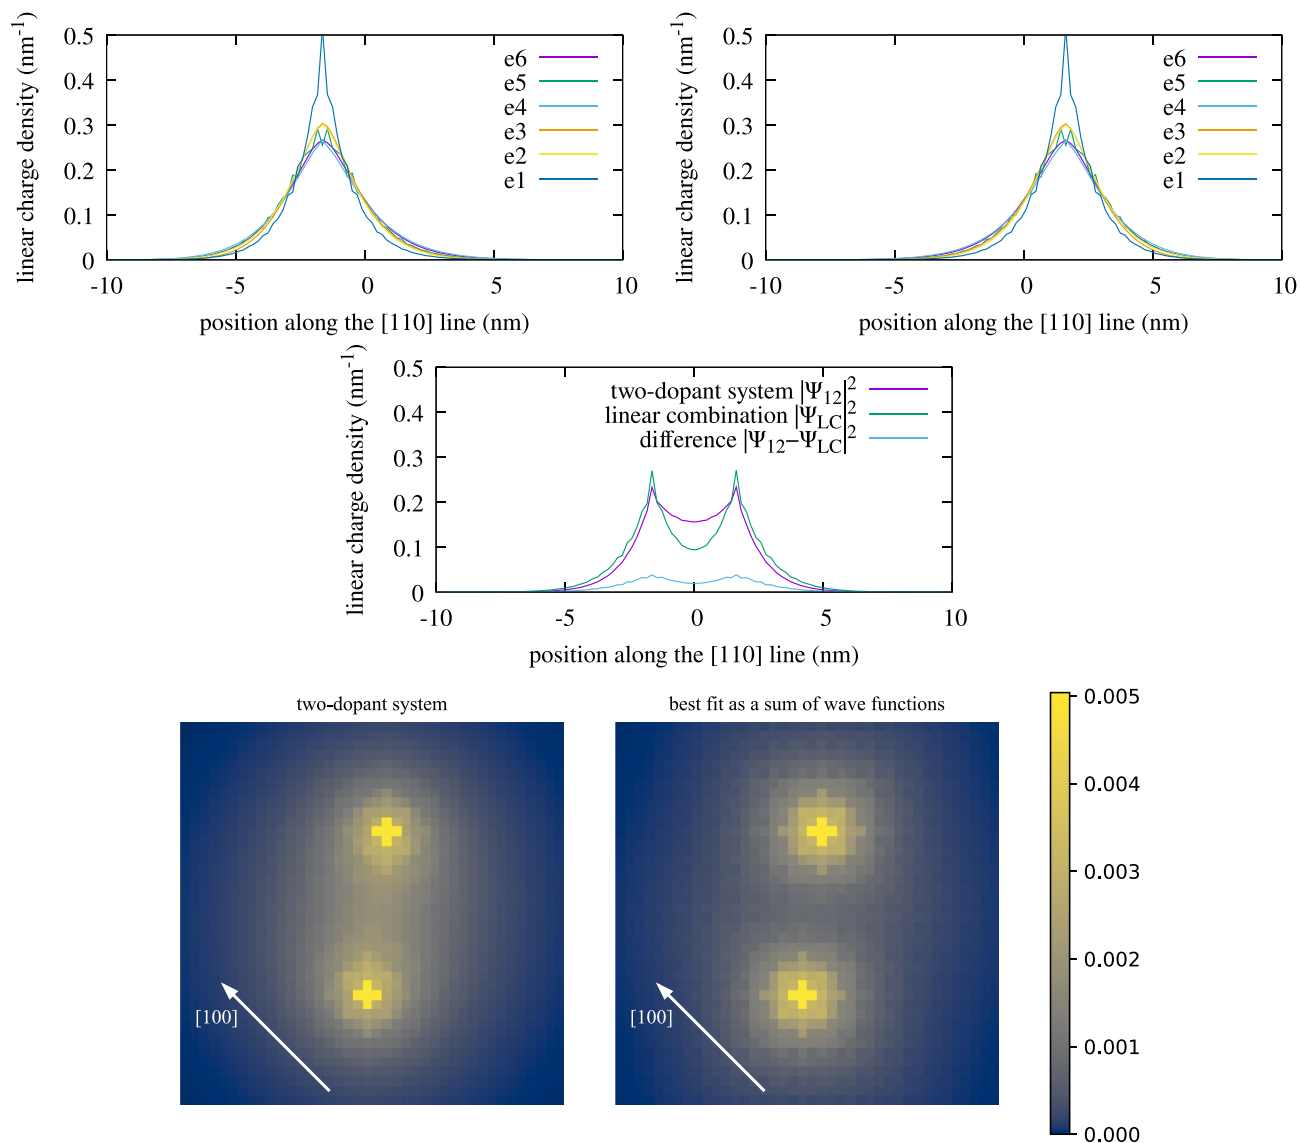 linear charge density (nm⁻¹)
0.5
0.4
0.3
0.2
0.1
0
-10
-5
0
5
10
e6
e5
e4
e3
e2
e1
position along the [110] line (nm)
linear charge density (nm⁻¹)
0.5
0.4
0.3
0.2
0.1
0
-10
-5
0
5
10
e6
e5
e4
e3
e2
e1
position along the [110] line (nm)
linear charge density (nm⁻¹)
0.5
0.4
0.3
0.2
0.1
0
-10
-5
0
5
10
two-dopant system |Ψ₁₂|²
linear combination |Ψ_LC|²
difference |Ψ₁₂–Ψ_LC|²
position along the [110] line (nm)
two-dopant system
[100]
best fit as a sum of wave functions
[100]
0.005
0.004
0.003
0.002
0.001
0.000